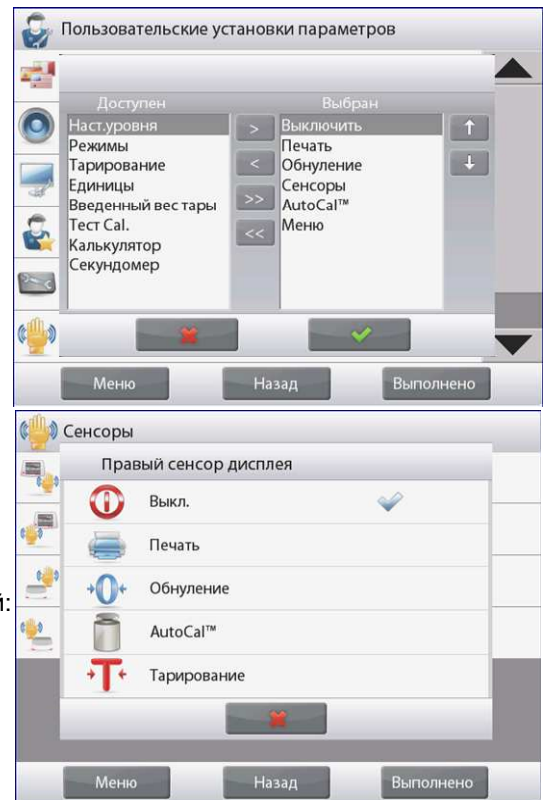 Пользовательские установки параметров
Доступен
Выбран
Наст.уровня
Режимы
Тарирование
Единицы
Введенный вес тары
Тест Cal.
Калькулятор
Секундомер
>
<
>>
<<
Выключить
Печать
Обнуление
Сенсоры
AutoCal™
Меню
Меню
Назад
Выполнено
Сенсоры
Правый сенсор дисплея
Выкл.
Печать
Обнуление
й:
AutoCal™
Тарирование
Меню
Назад
Выполнено